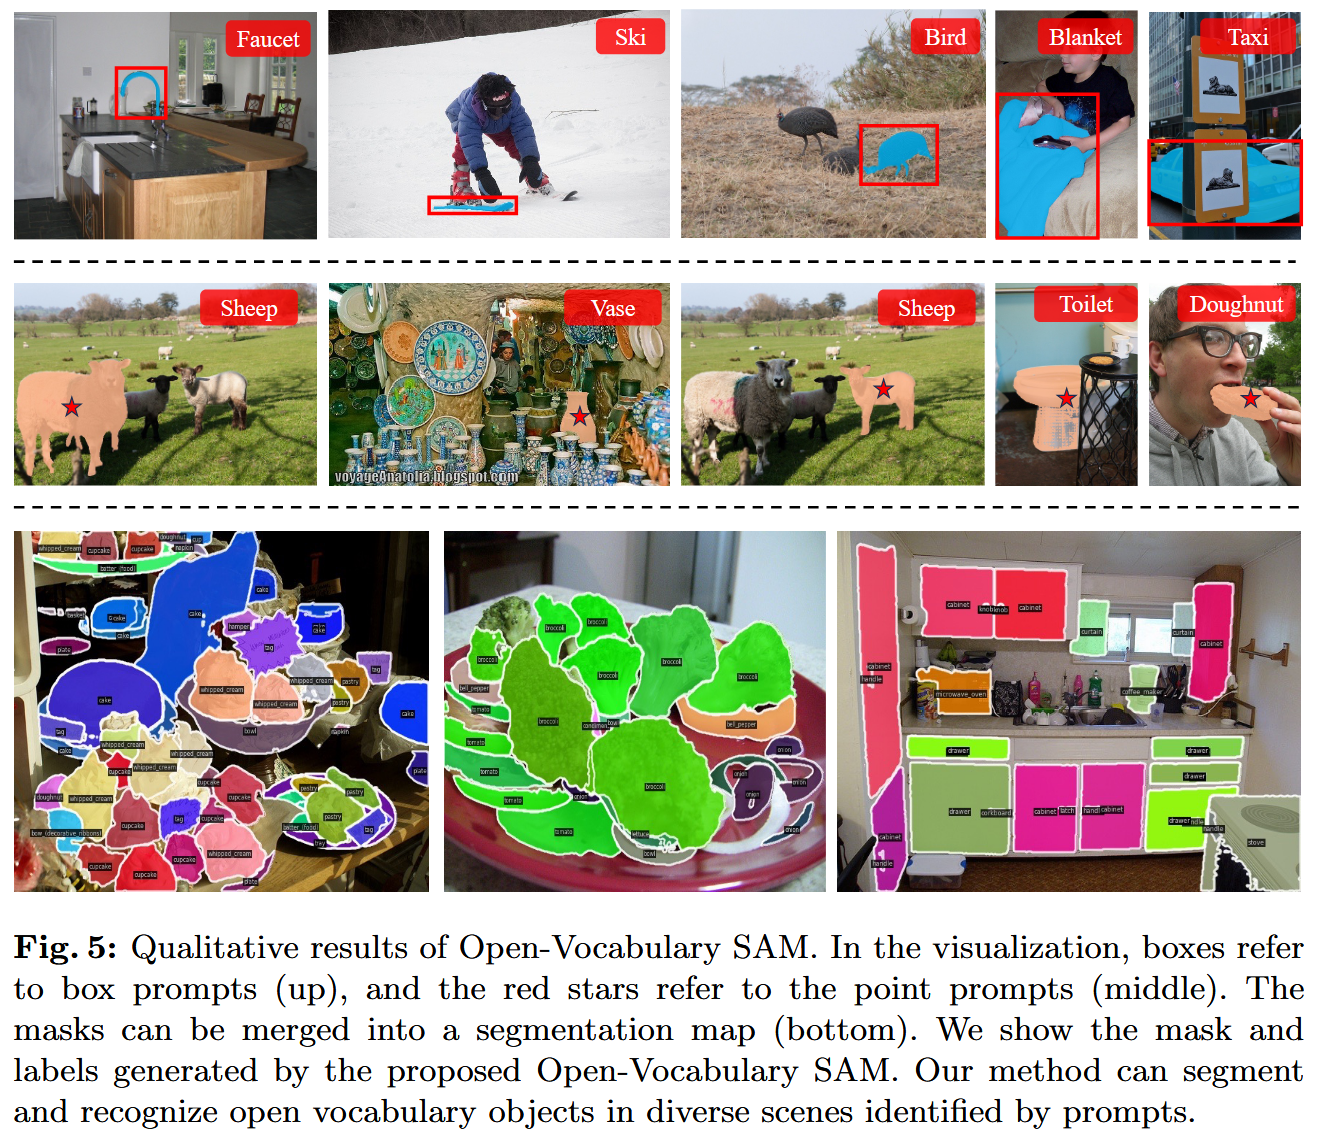 Faucet
Ski
Bird
Blanket
Taxi
Sheep
Vase
Sheep
Toilet
Doughnut
voyageAnatolia.blogspot.com
whipped_cream
cupcake
cupcake
doughnut
cup
napkin
batter_(food)
cake
cake
cake
cake
plate
hamper
cake
tag
whipped_cream
whipped_cream
pastry
tag
whipped_cream
pastry
cake
cake
bowl
napkin
tag
cake
whipped_cream
whipped_cream
whipped_cream
cupcake
plate
cupcake
cupcake
doughnut
whipped_cream
pastry
pastry
pastry
tag
cupcake
cupcake
bow_(decorative_ribbons)
batter_(food)
tag
tray
cupcake
cupcake
whipped_cream
cupcake
plate
broccoli
broccoli
broccoli
broccoli
broccoli
broccoli
bell_pepper
tomato
broccoli
bowl
bell_pepper
tomato
onion
tomato
onion
onion
broccoli
tomato
onion
onion
tomato
lettuce
onion
bowl
cabinet
knob
knob
cabinet
curtain
curtain
cabinet
cabinet
handle
microwave_oven
coffee_maker
drawer
drawer
drawer
drawer
corkboard
cabinet
latch
cabinet
drawer
handle
cabinet
stove
handle
Fig. 5: Qualitative results of Open-Vocabulary SAM. In the visualization, boxes refer
to box prompts (up), and the red stars refer to the point prompts (middle). The
masks can be merged into a segmentation map (bottom). We show the mask and
labels generated by the proposed Open-Vocabulary SAM. Our method can segment
and recognize open vocabulary objects in diverse scenes identified by prompts.